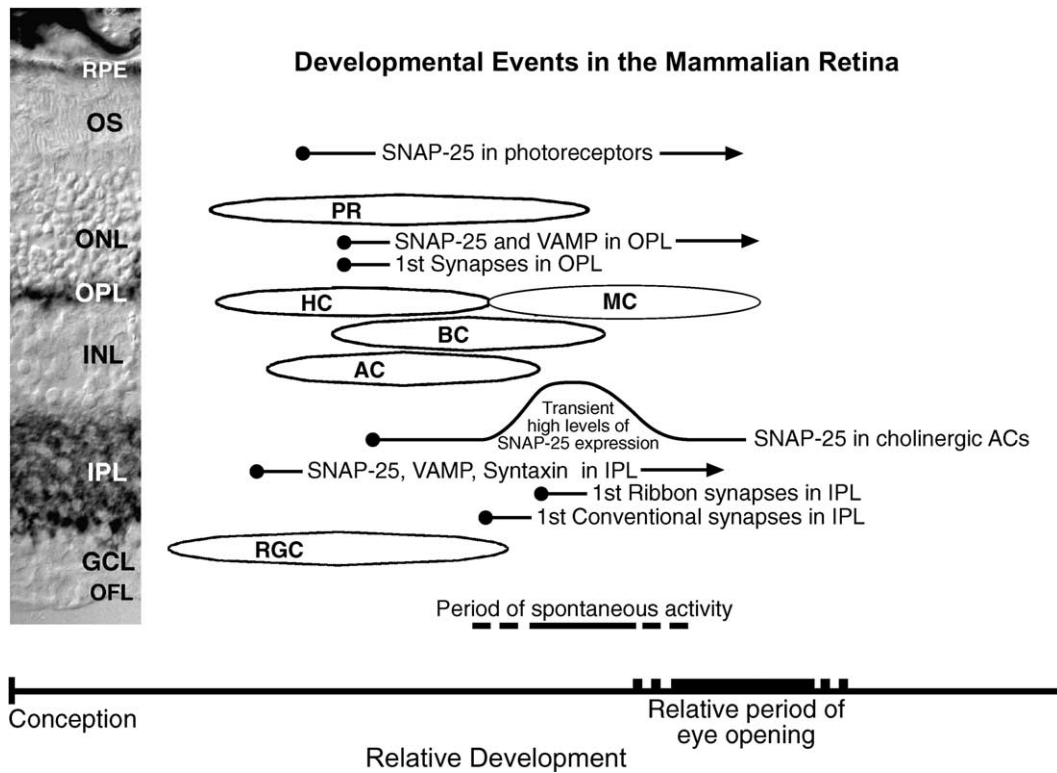 Developmental Events in the Mammalian Retina
RPE
OS
SNAP-25 in photoreceptors
PR
ONL
SNAP-25 and VAMP in OPL
1st Synapses in OPL
OPL
HC
MC
BC
INL
AC
Transient
high levels of
SNAP-25 expression
SNAP-25 in cholinergic ACs
IPL
SNAP-25, VAMP, Syntaxin in IPL
1st Ribbon synapses in IPL
1st Conventional synapses in IPL
RGC
GCL
OFL
Period of spontaneous activity
Conception
Relative period of
eye opening
Relative Development